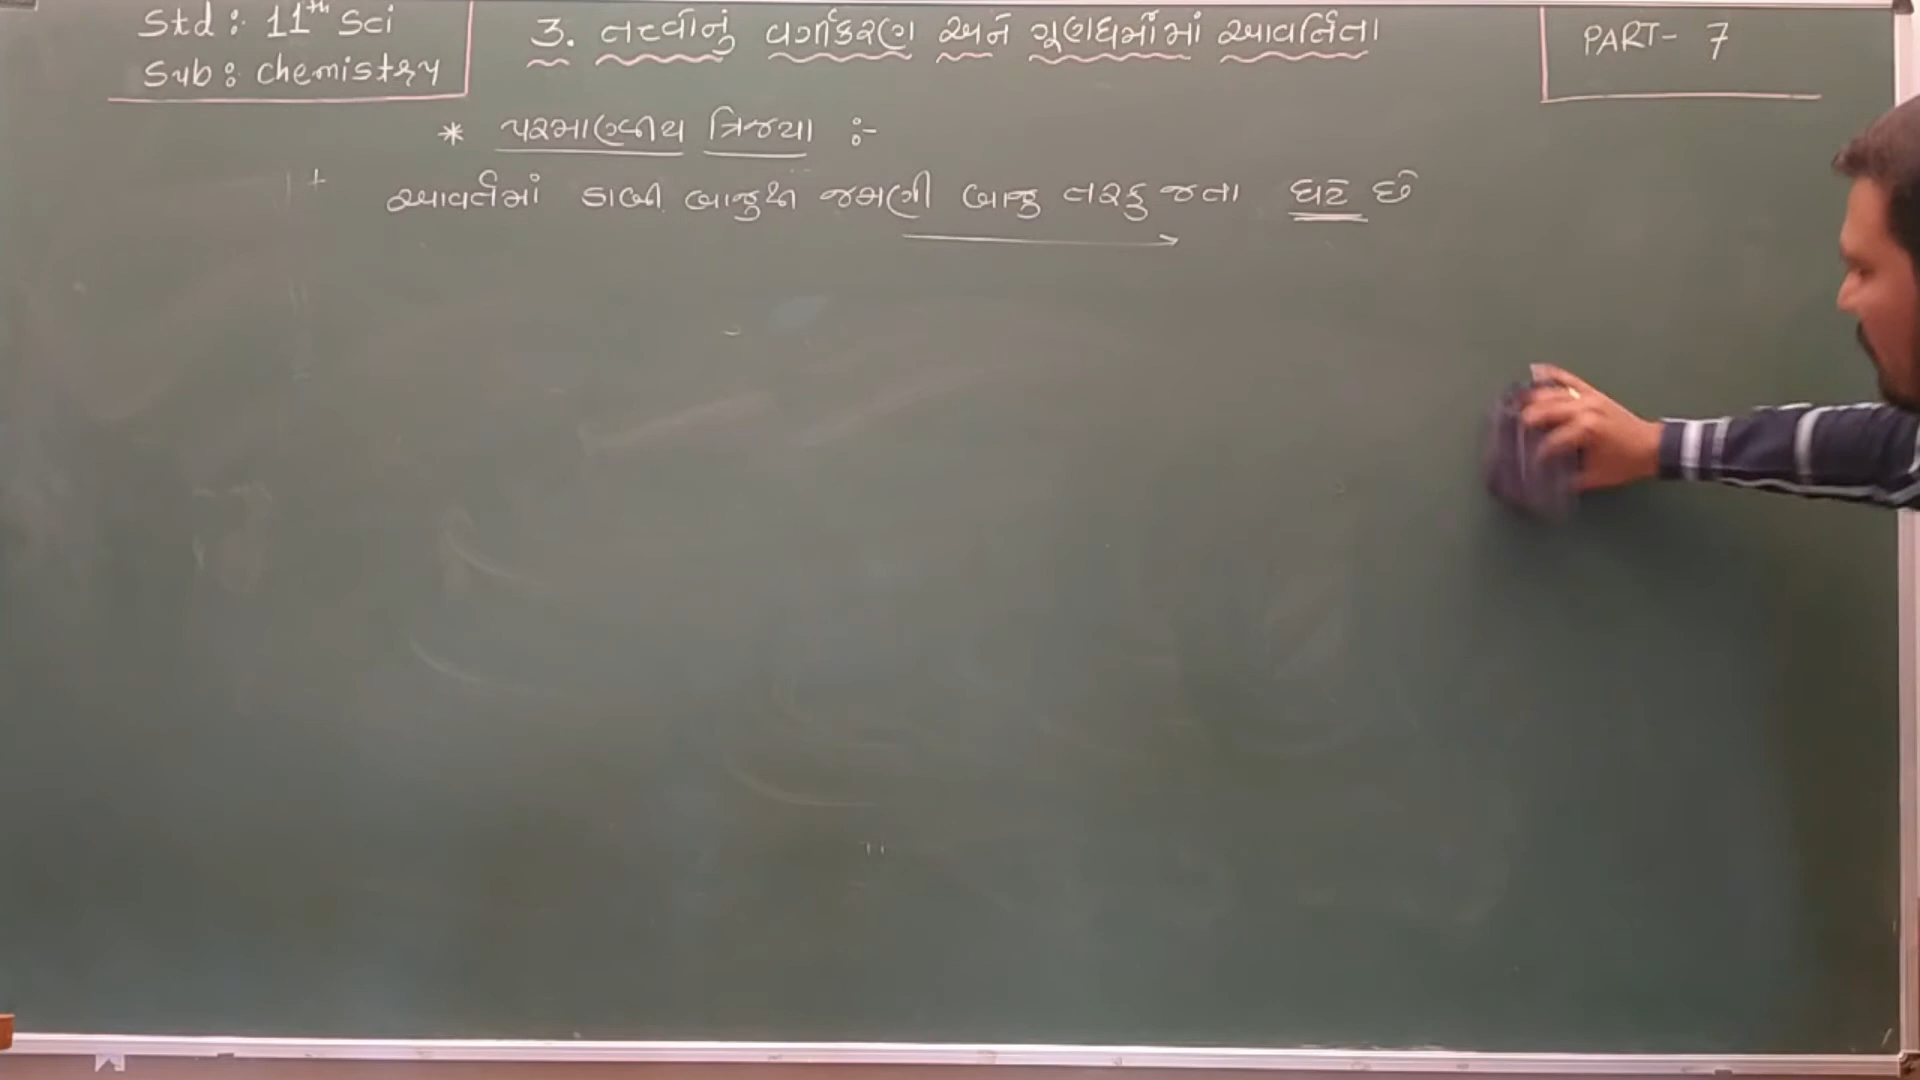 Std : 11th Sci
Sub : chemistry
3. તત્વોનું વર્ગીકરણ અને ગુણધર્મોમાં આવર્તિતા
PART - 7
* પરમાણ્વીય ત્રિજ્યા :-
આવર્તમાં ડાબી બાજુથી જમણી બાજુ તરફ જતા ઘટે છે